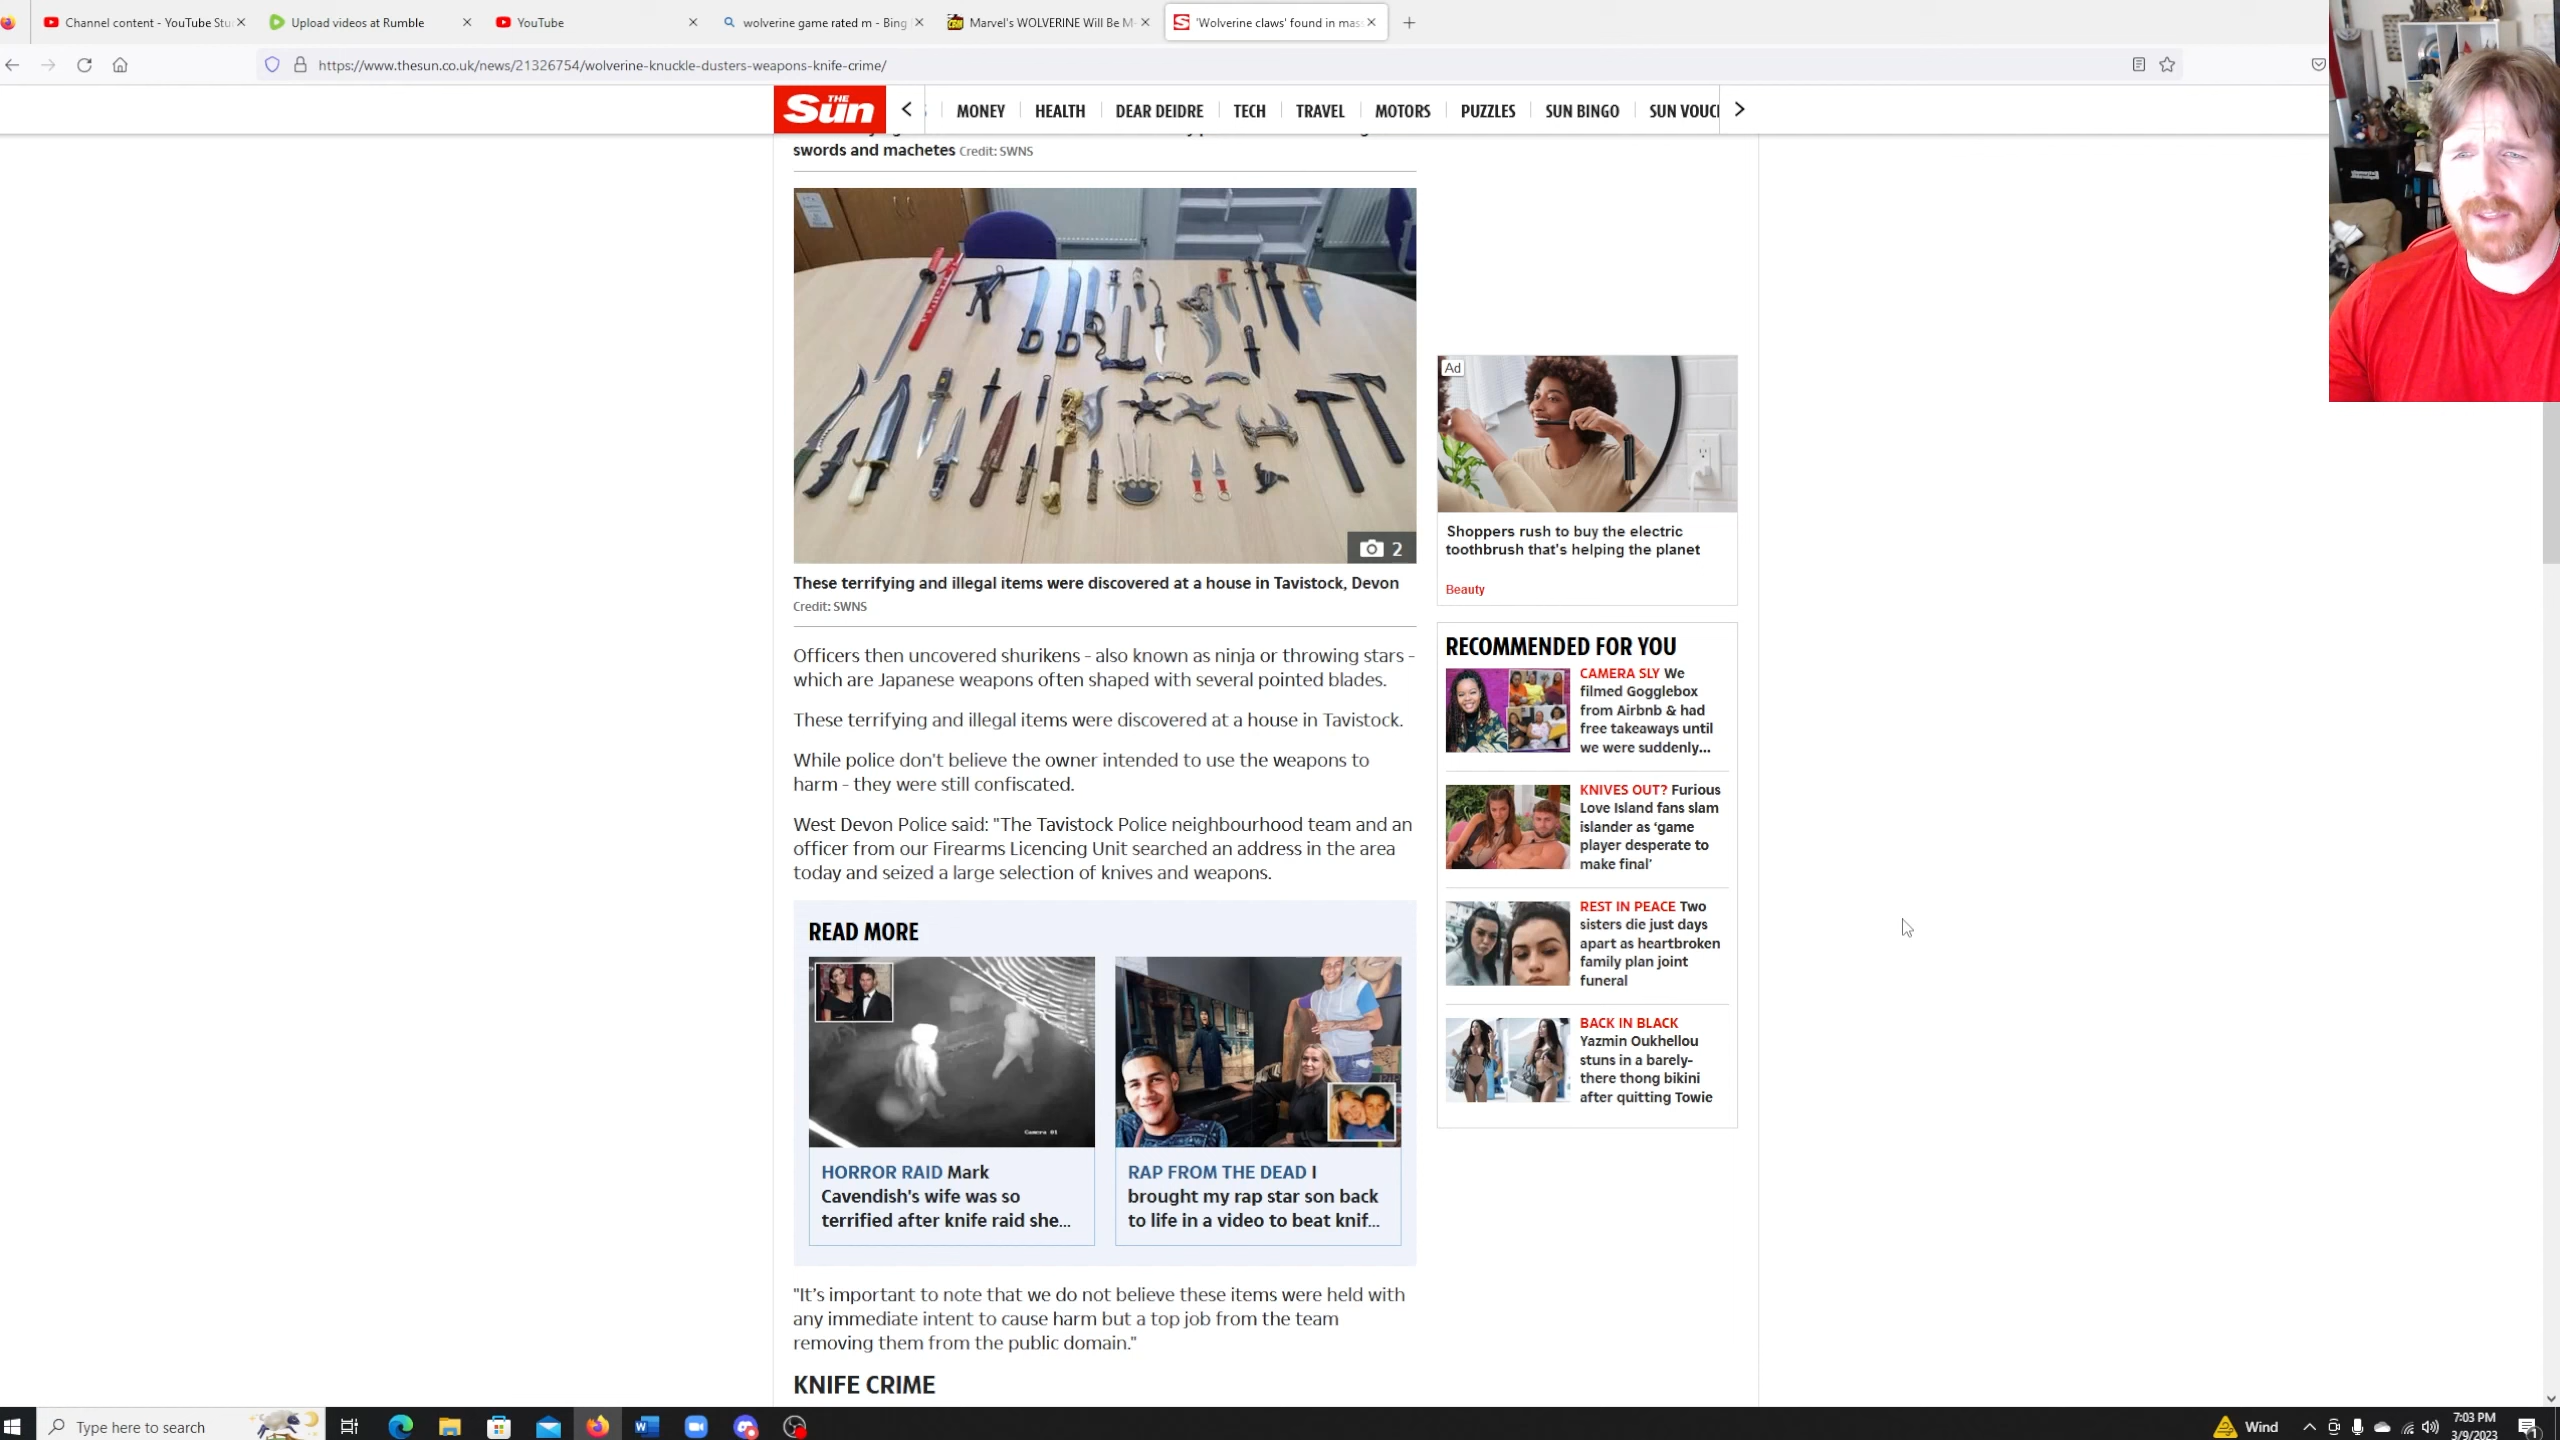 Channel content - YouTube Stu
Upload videos at Rumble
YouTube
wolverine game rated m - Bing
Marvel's WOLVERINE Will Be M-
'Wolverine claws' found in mas
https://www.thesun.co.uk/news/21326754/wolverine-knuckle-dusters-weapons-knife-crime/
THE Sun
MONEY
HEALTH
DEAR DEIDRE
TECH
TRAVEL
MOTORS
PUZZLES
SUN BINGO
SUN VOUC
swords and machetes Credit: SWNS
2
These terrifying and illegal items were discovered at a house in Tavistock, Devon
Credit: SWNS
Officers then uncovered shurikens - also known as ninja or throwing stars -
which are Japanese weapons often shaped with several pointed blades.
These terrifying and illegal items were discovered at a house in Tavistock.
While police don't believe the owner intended to use the weapons to
harm - they were still confiscated.
West Devon Police said: "The Tavistock Police neighbourhood team and an
officer from our Firearms Licencing Unit searched an address in the area
today and seized a large selection of knives and weapons.
READ MORE
Camera 01
HORROR RAID Mark
Cavendish's wife was so
terrified after knife raid she...
RAP FROM THE DEAD I
brought my rap star son back
to life in a video to beat knif...
"It's important to note that we do not believe these items were held with
any immediate intent to cause harm but a top job from the team
removing them from the public domain."
KNIFE CRIME
Ad
Shoppers rush to buy the electric
toothbrush that's helping the planet
Beauty
RECOMMENDED FOR YOU
CAMERA SLY We
filmed Gogglebox
from Airbnb & had
free takeaways until
we were suddenly...
KNIVES OUT? Furious
Love Island fans slam
islander as 'game
player desperate to
make final'
REST IN PEACE Two
sisters die just days
apart as heartbroken
family plan joint
funeral
BACK IN BLACK
Yazmin Oukhellou
stuns in a barely-
there thong bikini
after quitting Towie
Type here to search
Wind
7:03 PM
3/9/2023
1